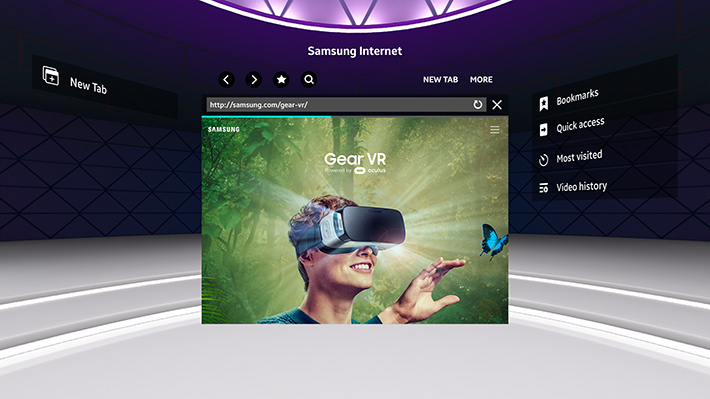 Samsung Internet
New Tab
NEW TAB
MORE
http://samsung.com/gear-vr/
SAMSUNG
Gear VR
Powered by oculus
Bookmarks
Quick access
Most visited
Video history